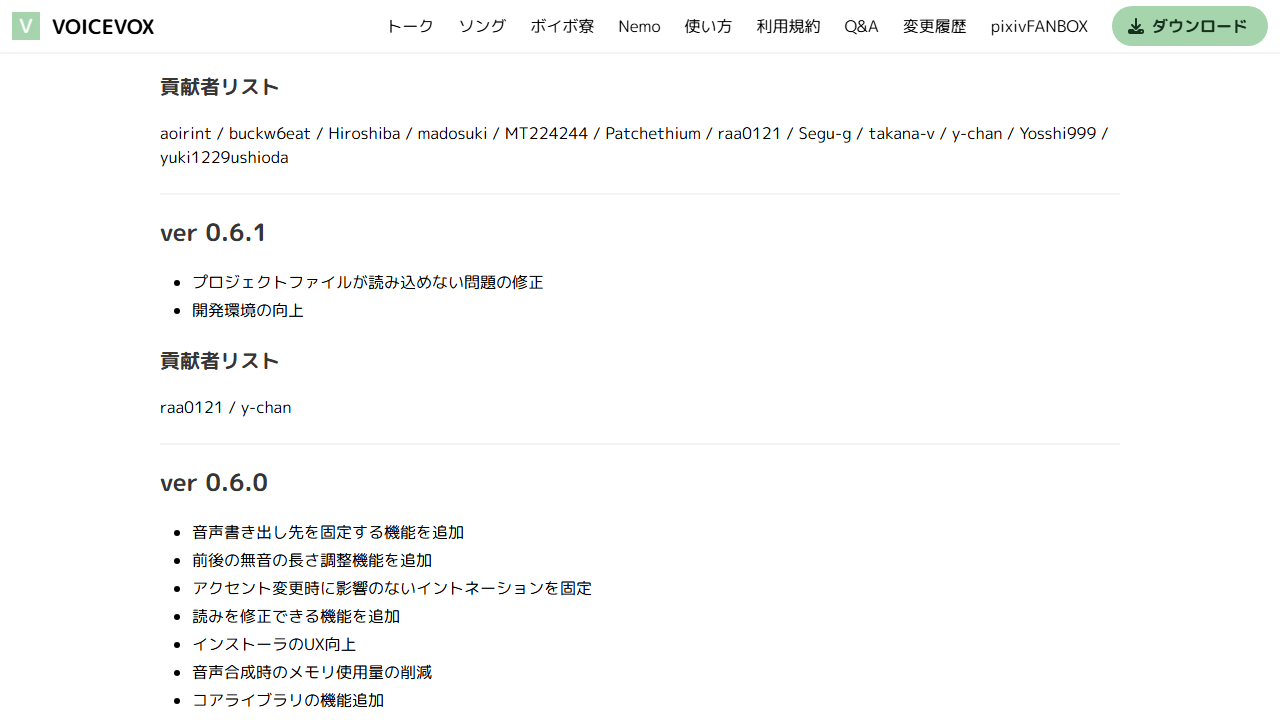 V VOICEVOX トーク ソング ボイボ寮 Nemo 使い方 利用規約 Q&A 変更履歴 pixivFANBOX ダウンロード
貢献者リスト
aoirint / buckw6eat / Hiroshiba / madosuki / MT224244 / Patchethium / raa0121 / Segu-g / takana-v / y-chan / Yosshi999 /
yuki1229ushioda
ver 0.6.1
プロジェクトファイルが読み込めない問題の修正
開発環境の向上
貢献者リスト
raa0121 / y-chan
ver 0.6.0
音声書き出し先を固定する機能を追加
前後の無音の長さ調整機能を追加
アクセント変更時に影響のないイントネーションを固定
読みを修正できる機能を追加
インストーラのUX向上
音声合成時のメモリ使用量の削減
コアライブラリの機能追加